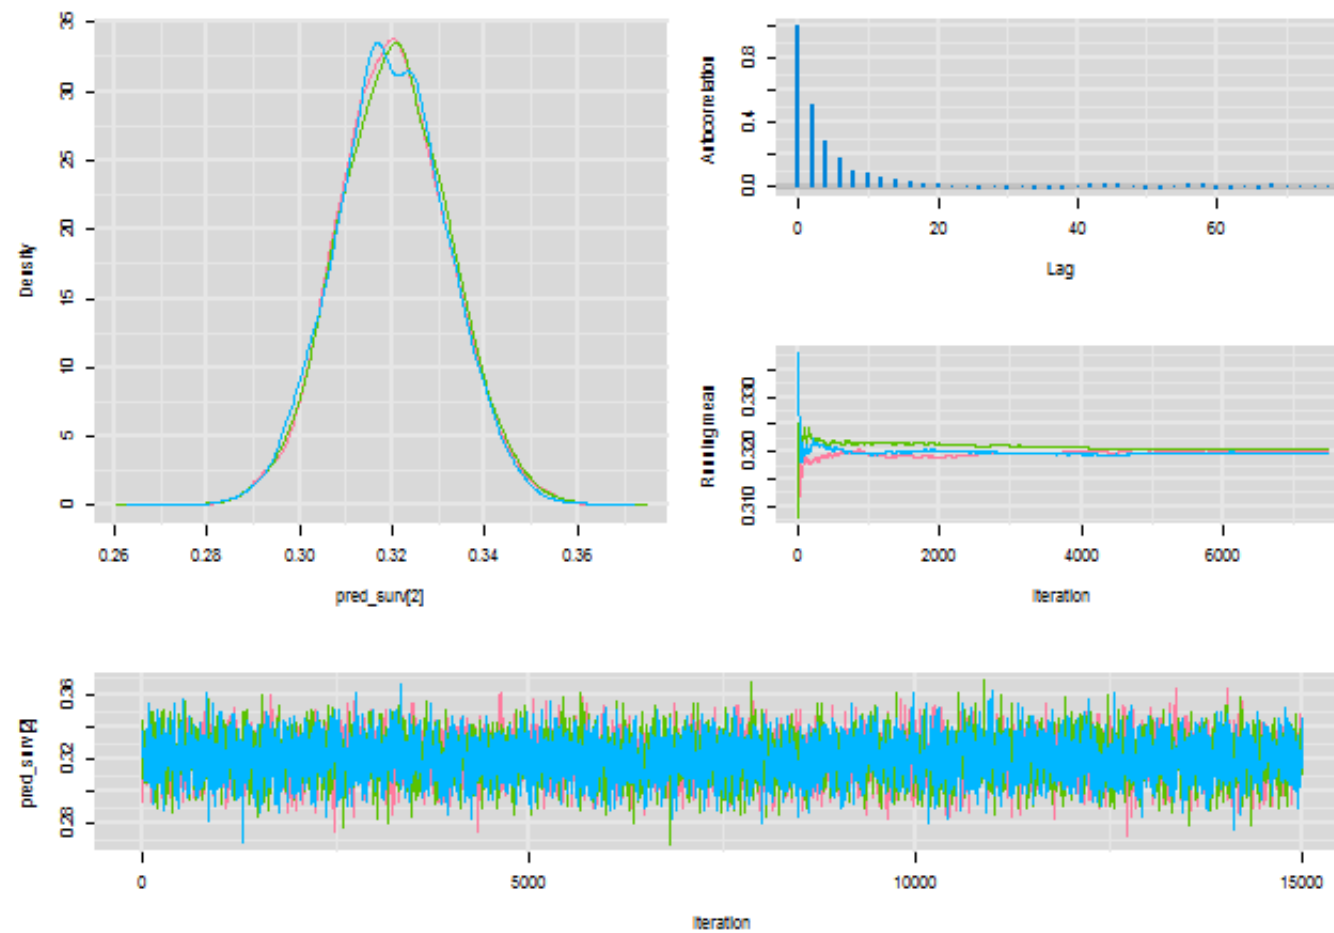 Density
0 5 10 15 20 25 30 35
0.26 0.28 0.30 0.32 0.34 0.36
pred_surv[2]
Autocorrelation
0.0 0.4 0.8
0 20 40 60
Lag
Running mean
0.310 0.320 0.330
0 2000 4000 6000
Iteration
pred_surv[2]
0.28 0.32 0.36
0 5000 10000 15000
Iteration